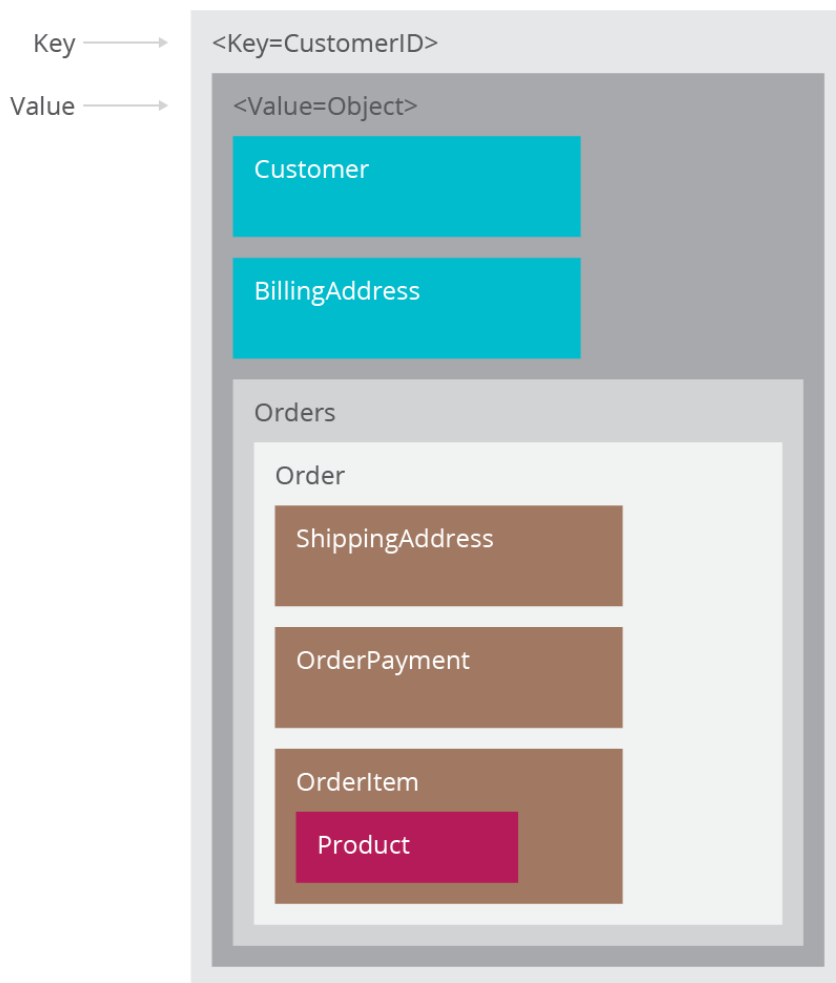 Key
<Key=CustomerID>
Value
<Value=Object>
Customer
BillingAddress
Orders
Order
ShippingAddress
OrderPayment
OrderItem
Product